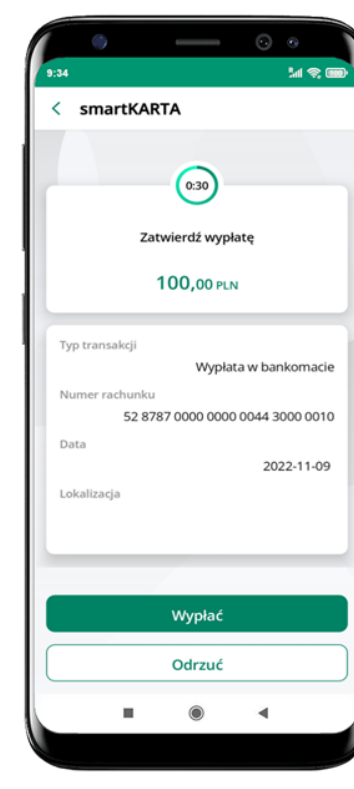 9:34
smartKARTA
0:30
Zatwierdź wypłatę
100,00 PLN
Typ transakcji
Wypłata w bankomacie
Numer rachunku
52 8787 0000 0000 0044 3000 0010
Data
2022-11-09
Lokalizacja
Wypłać
Odrzuć